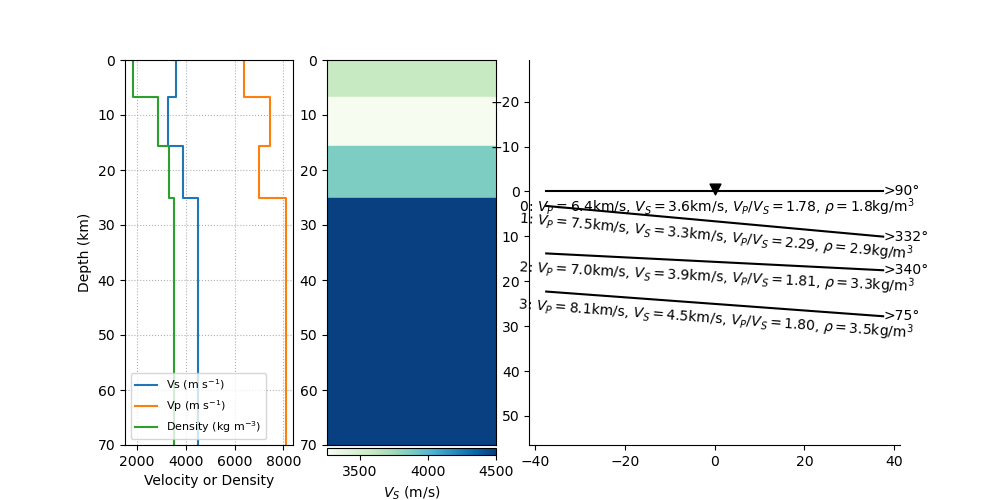 0
10
20
30
40
50
60
70
Depth (km)
2000 4000 6000 8000
Velocity or Density
Vs (m s⁻¹)
Vp (m s⁻¹)
Density (kg m⁻³)
0
10
20
30
40
50
60
70
3500 4000 4500
V_S (m/s)
−20
−10
0
10
20
30
40
50
−40 −20 0 20 40
>90°
0: V_P = 6.4km/s, V_S = 3.6km/s, V_P/V_S = 1.78, ρ = 1.8kg/m³
>332°
1: V_P = 7.5km/s, V_S = 3.3km/s, V_P/V_S = 2.29, ρ = 2.9kg/m³
>340°
2: V_P = 7.0km/s, V_S = 3.9km/s, V_P/V_S = 1.81, ρ = 3.3kg/m³
>75°
3: V_P = 8.1km/s, V_S = 4.5km/s, V_P/V_S = 1.80, ρ = 3.5kg/m³